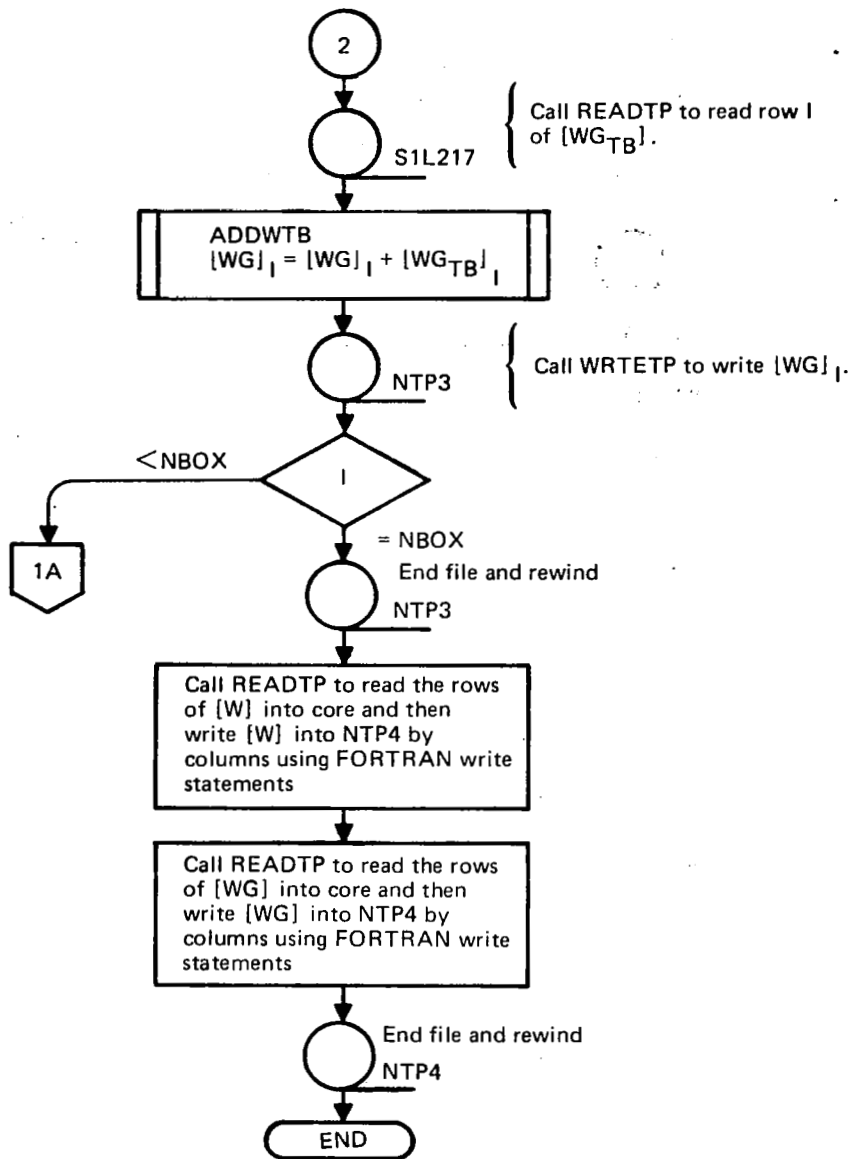 2
Call READTP to read row I
of [WG_TB].
S1L217
ADDWTB
⌊WG⌋_I = ⌊WG⌋_I + ⌊WG_TB⌋_I
Call WRTETP to write ⌊WG⌋_I.
NTP3
<NBOX
I
= NBOX
1A
End file and rewind
NTP3
Call READTP to read the rows
of [W] into core and then
write [W] into NTP4 by
columns using FORTRAN write
statements
Call READTP to read the rows
of [WG] into core and then
write [WG] into NTP4 by
columns using FORTRAN write
statements
End file and rewind
NTP4
END